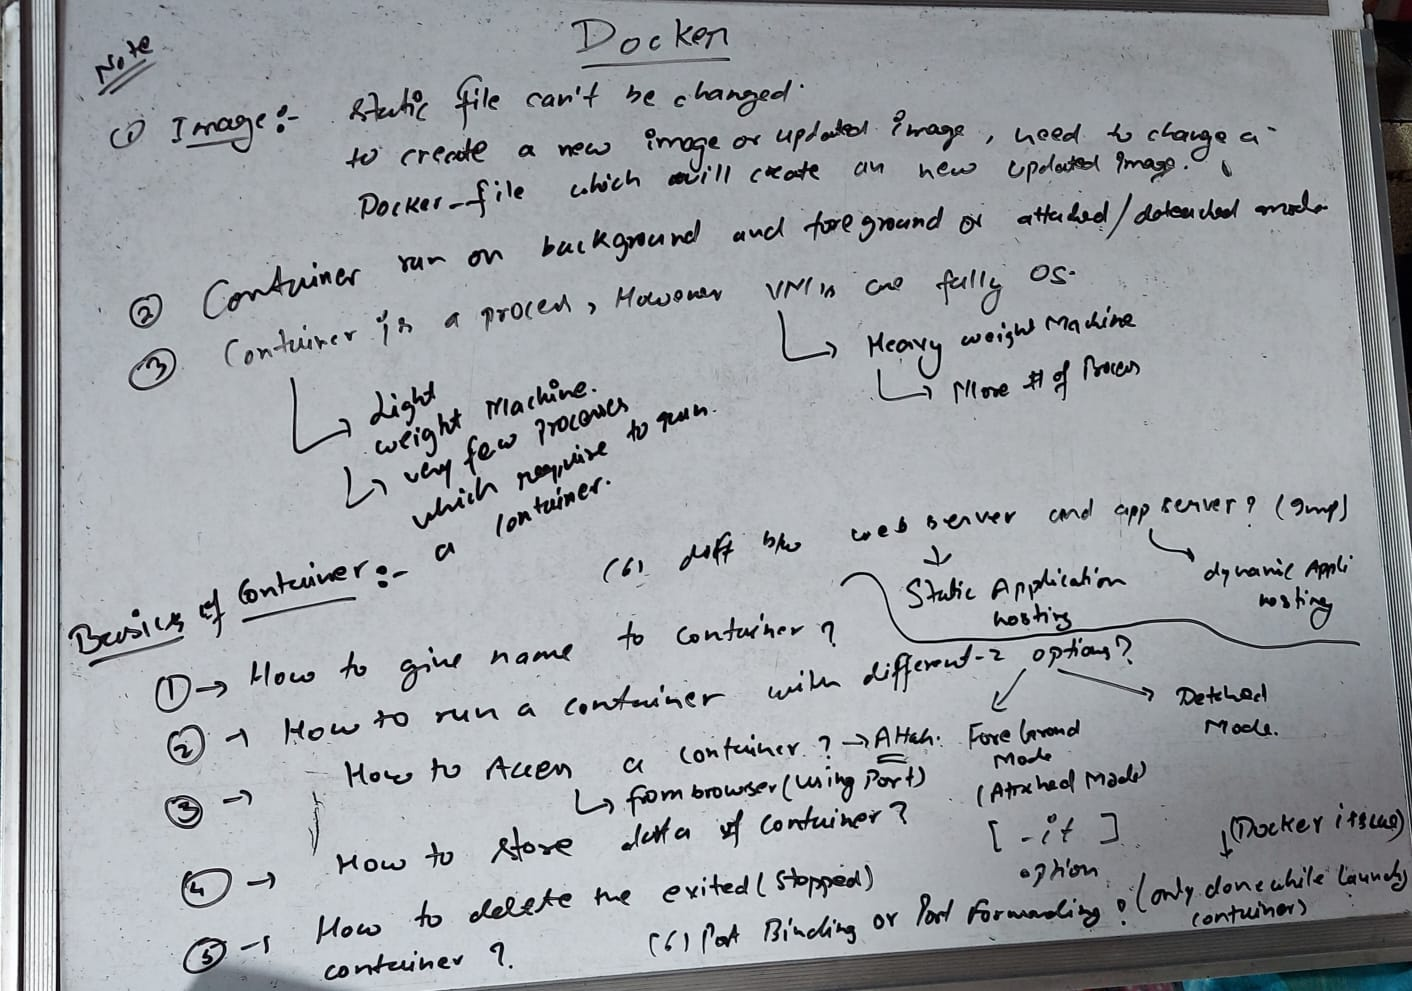 Docker
Note
(1) Image:- Static file can't be changed.
to create a new image or updated image, need to change a
Docker-file which will create an new updated image.
② Container run on background and foreground or attached/detached mode
③ Container is a process, However VM is are fully OS.
↳ Heavy weight Machine
↳ More # of Process
↳ Light
weight Machine.
↳ very few processes
which require to run
a container.
(6) diff b/w web server and app server? (Imp)
↓ Static Application
hosting
dynamic Appli
hosting
Basics of Container:-
① → How to give name to container?
② → How to run a container with different-2 options?
Fore Ground
Mode
(Attached Mode)
[ -it ]
option
Detched
Mode.
③ → How to Access a container? → Attach.
↳ from browser (using Port)
④ → How to store data of container?
⑤ → How to delete the exited (stopped)
container?
(6) Port Binding or Port Forwarding: (only done while launch
containers)
↓ (Docker issue)